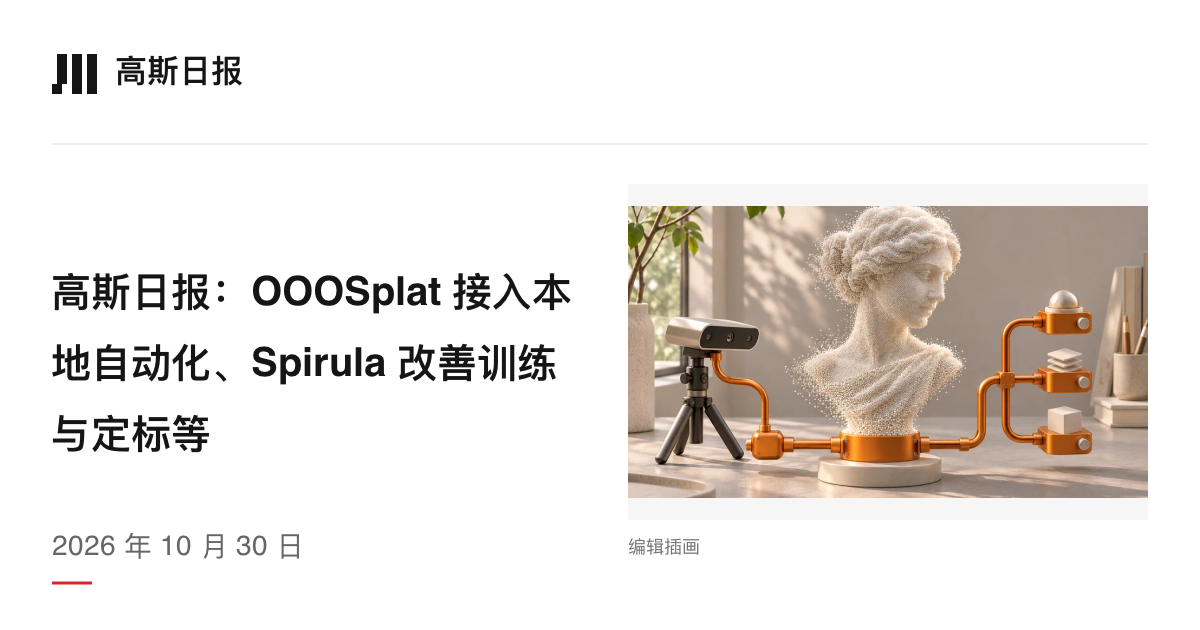 高斯日报
高斯日报：OOOSplat 接入本
地自动化、Spirula 改善训练
与定标等
2026 年 10 月 30 日
编辑插画